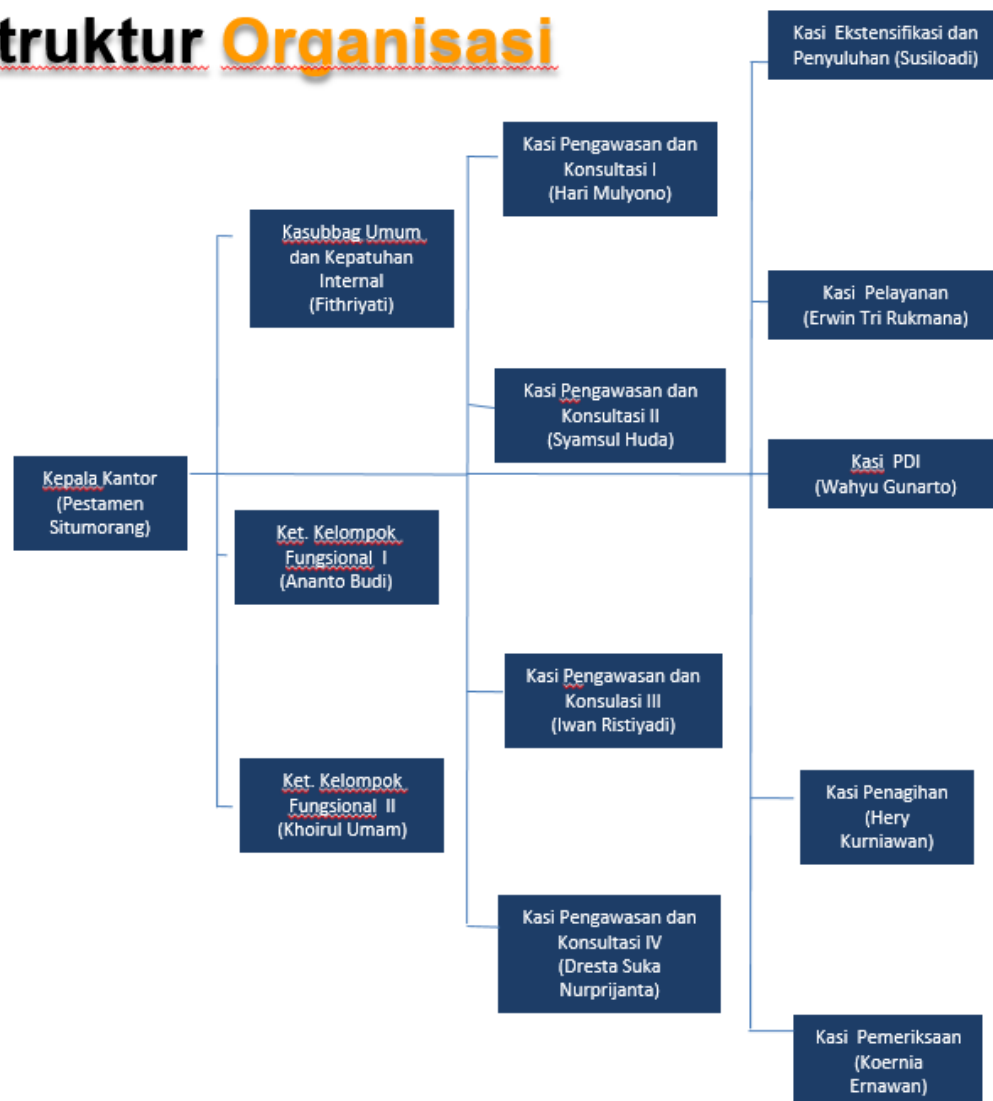 truktur Organisasi
Kepala Kantor
(Pestamen
Situmorang)
Kasubbag Umum
dan Kepatuhan
Internal
(Fithriyati)
Ket. Kelompok
Fungsional I
(Ananto Budi)
Ket. Kelompok
Fungsional II
(Khoirul Umam)
Kasi Pengawasan dan
Konsultasi I
(Hari Mulyono)
Kasi Pengawasan dan
Konsultasi II
(Syamsul Huda)
Kasi Pengawasan dan
Konsulasi III
(Iwan Ristiyadi)
Kasi Pengawasan dan
Konsultasi IV
(Dresta Suka
Nurprijanta)
Kasi Ekstensifikasi dan
Penyuluhan (Susiloadi)
Kasi Pelayanan
(Erwin Tri Rukmana)
Kasi PDI
(Wahyu Gunarto)
Kasi Penagihan
(Hery
Kurniawan)
Kasi Pemeriksaan
(Koernia
Ernawan)